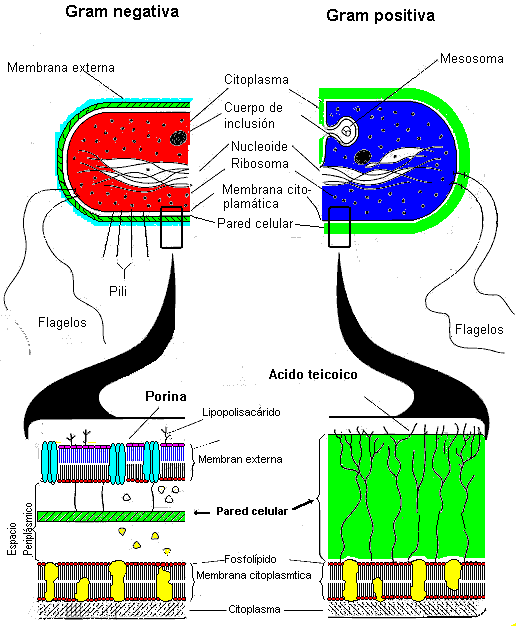 Gram negativa
Gram positiva
Membrana externa
Mesosoma
Citoplasma
Cuerpo de
inclusión
Nucleoide
Ribosoma
Membrana cito-
plamática
Pared celular
Pili
Flagelos
Flagelos
Porina
Acido teicoico
Lipopolisacárido
Membran externa
Espacio
Periplásmico
Pared celular
Fosfolípido
Membrana citoplasmtica
Citoplasma